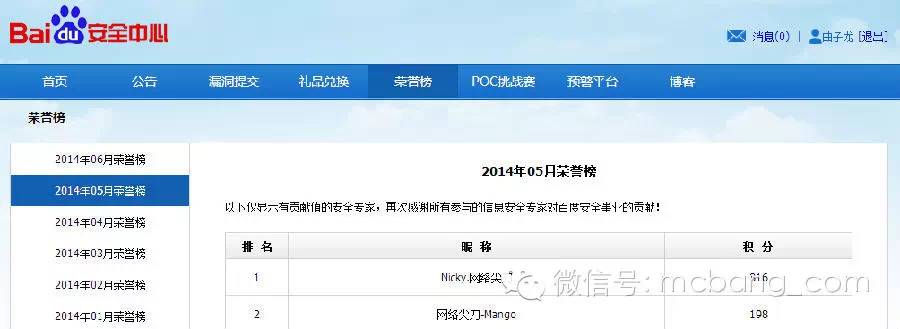 Bai du 安全中心
消息(0) | 由子龙 [退出]
首页 公告 漏洞提交 礼品兑换 荣誉榜 POC挑战赛 预警平台 博客
荣誉榜
2014年06月荣誉榜
2014年05月荣誉榜
2014年04月荣誉榜
2014年03月荣誉榜
2014年02月荣誉榜
2014年01月荣誉榜
2014年05月荣誉榜
以下仅显示有贡献值的安全专家，再次感谢所有参与的信息安全专家对百度安全事业的贡献！
排 名 昵 称 积 分
1 Nicky.网络尖 316
2 网络尖刀-Mango 198
微信号: mcbang_com